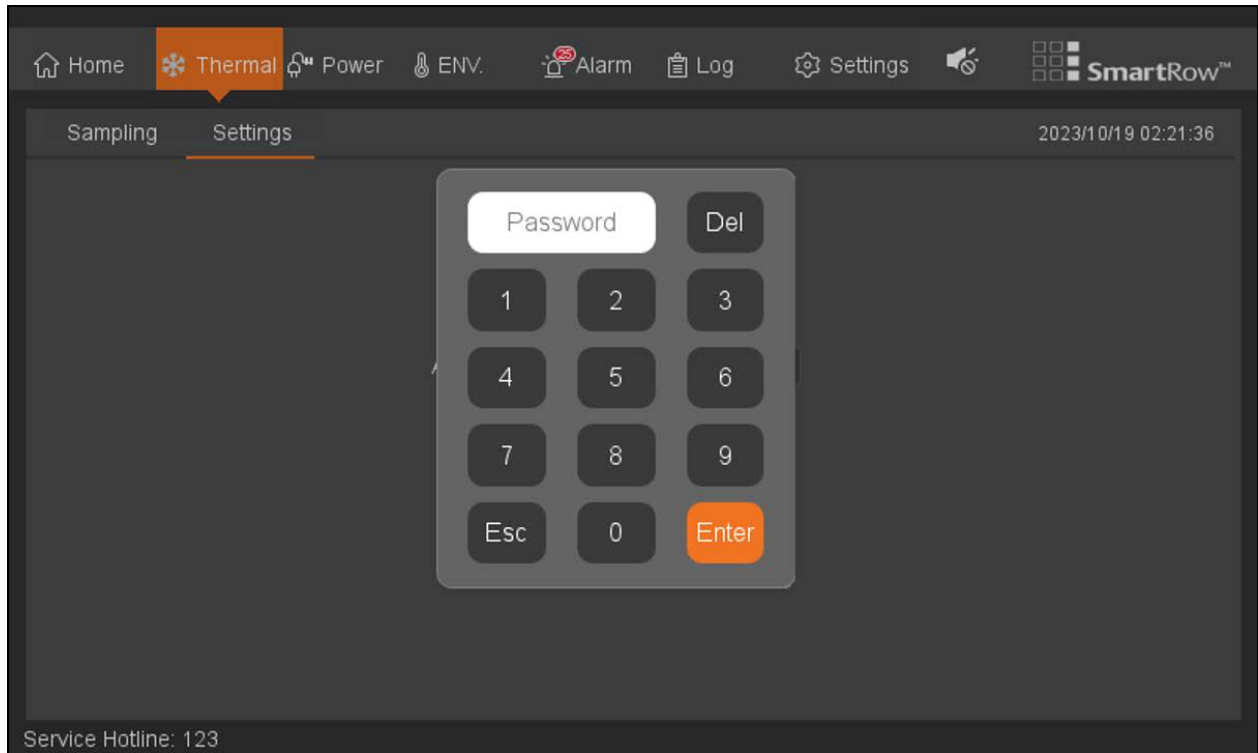 Home Thermal Power ENV. 25 Alarm Log Settings SmartRow™
Sampling Settings 2023/10/19 02:21:36
Password Del
1 2 3
4 5 6
7 8 9
Esc 0 Enter
Service Hotline: 123